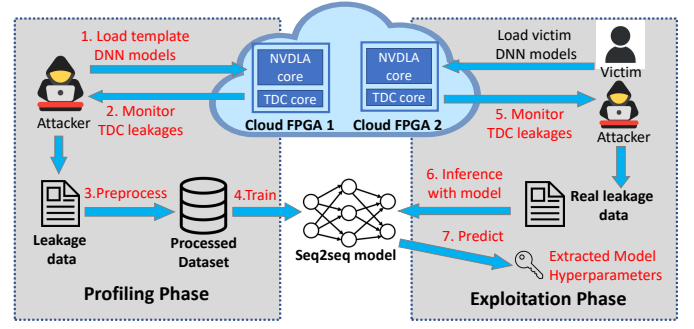 1. Load template
DNN models
Attacker
2. Monitor
TDC leakages
NVDLA
core
TDC core
Cloud FPGA 1
NVDLA
core
TDC core
Cloud FPGA 2
Load victim
DNN models
Victim
5. Monitor
TDC leakages
Attacker
3.Preprocess
Leakage
data
Processed
Dataset
4.Train
Seq2seq model
6. Inference
with model
Real leakage
data
7. Predict
Extracted Model
Hyperparameters
Profiling Phase
Exploitation Phase